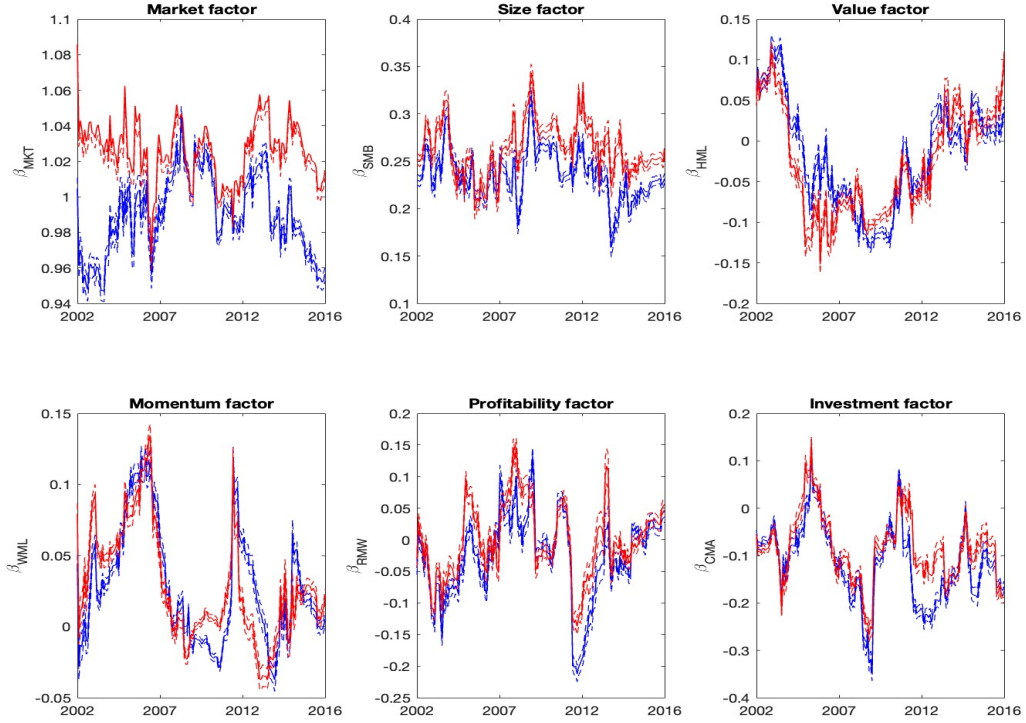 Market factor
1.1
1.08
1.06
1.04
1.02
1
0.98
0.96
0.94
β_MKT
2002 2007 2012 2016
Size factor
0.4
0.35
0.3
0.25
0.2
0.15
0.1
β_SMB
2002 2007 2012 2016
Value factor
0.15
0.1
0.05
0
-0.05
-0.1
-0.15
-0.2
β_HML
2002 2007 2012 2016
Momentum factor
0.15
0.1
0.05
0
-0.05
β_WML
2002 2007 2012 2016
Profitability factor
0.2
0.15
0.1
0.05
0
-0.05
-0.1
-0.15
-0.2
-0.25
β_RMW
2002 2007 2012 2016
Investment factor
0.2
0.1
0
-0.1
-0.2
-0.3
-0.4
β_CMA
2002 2007 2012 2016